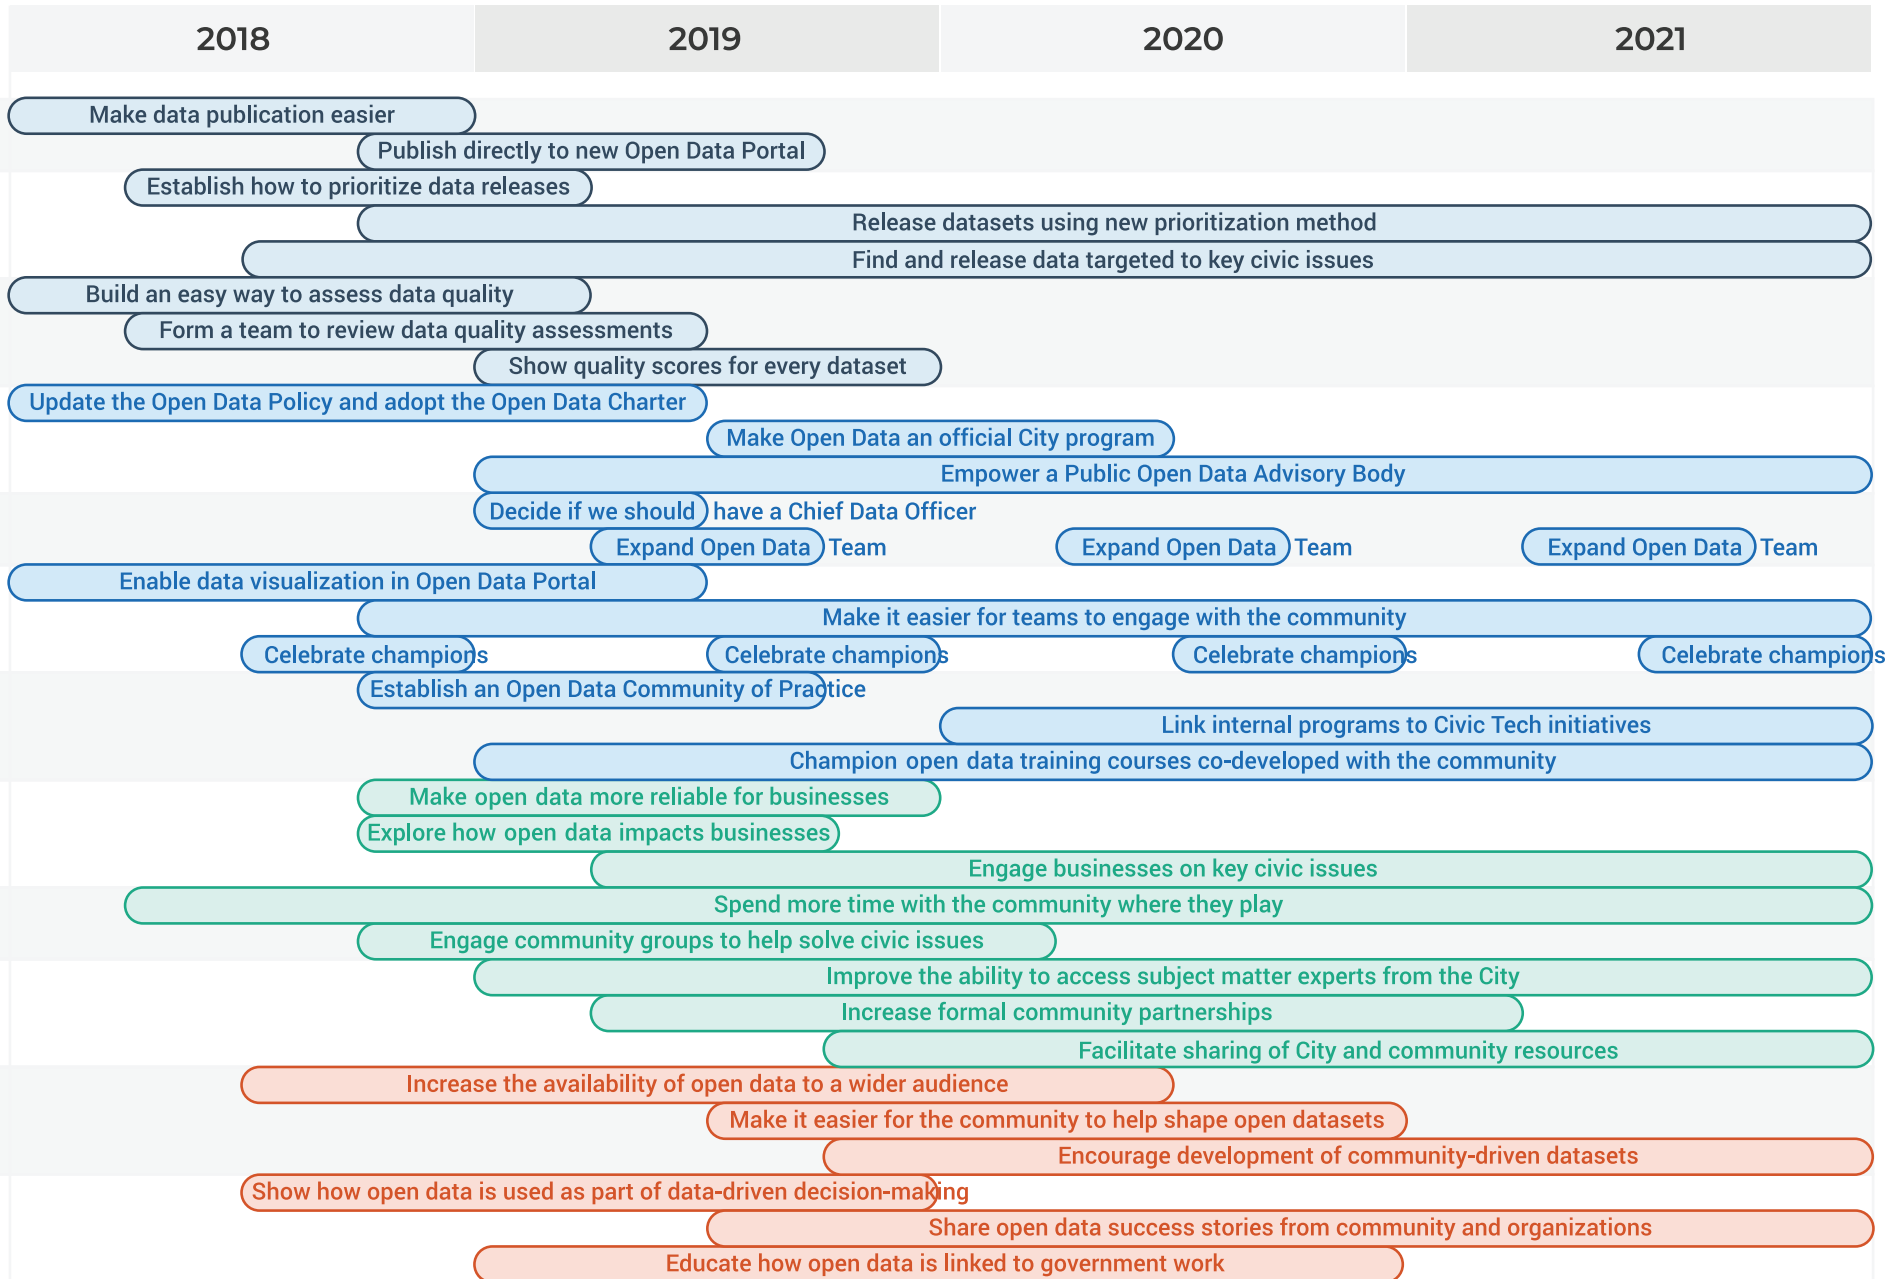 2018 2019 2020 2021
Make data publication easier
Publish directly to new Open Data Portal
Establish how to prioritize data releases
Release datasets using new prioritization method
Find and release data targeted to key civic issues
Build an easy way to assess data quality
Form a team to review data quality assessments
Show quality scores for every dataset
Update the Open Data Policy and adopt the Open Data Charter
Make Open Data an official City program
Empower a Public Open Data Advisory Body
Decide if we should have a Chief Data Officer
Expand Open Data Team Expand Open Data Team Expand Open Data Team
Enable data visualization in Open Data Portal
Make it easier for teams to engage with the community
Celebrate champions Celebrate champions Celebrate champions Celebrate champions
Establish an Open Data Community of Practice
Link internal programs to Civic Tech initiatives
Champion open data training courses co-developed with the community
Make open data more reliable for businesses
Explore how open data impacts businesses
Engage businesses on key civic issues
Spend more time with the community where they play
Engage community groups to help solve civic issues
Improve the ability to access subject matter experts from the City
Increase formal community partnerships
Facilitate sharing of City and community resources
Increase the availability of open data to a wider audience
Make it easier for the community to help shape open datasets
Encourage development of community-driven datasets
Show how open data is used as part of data-driven decision-making
Share open data success stories from community and organizations
Educate how open data is linked to government work